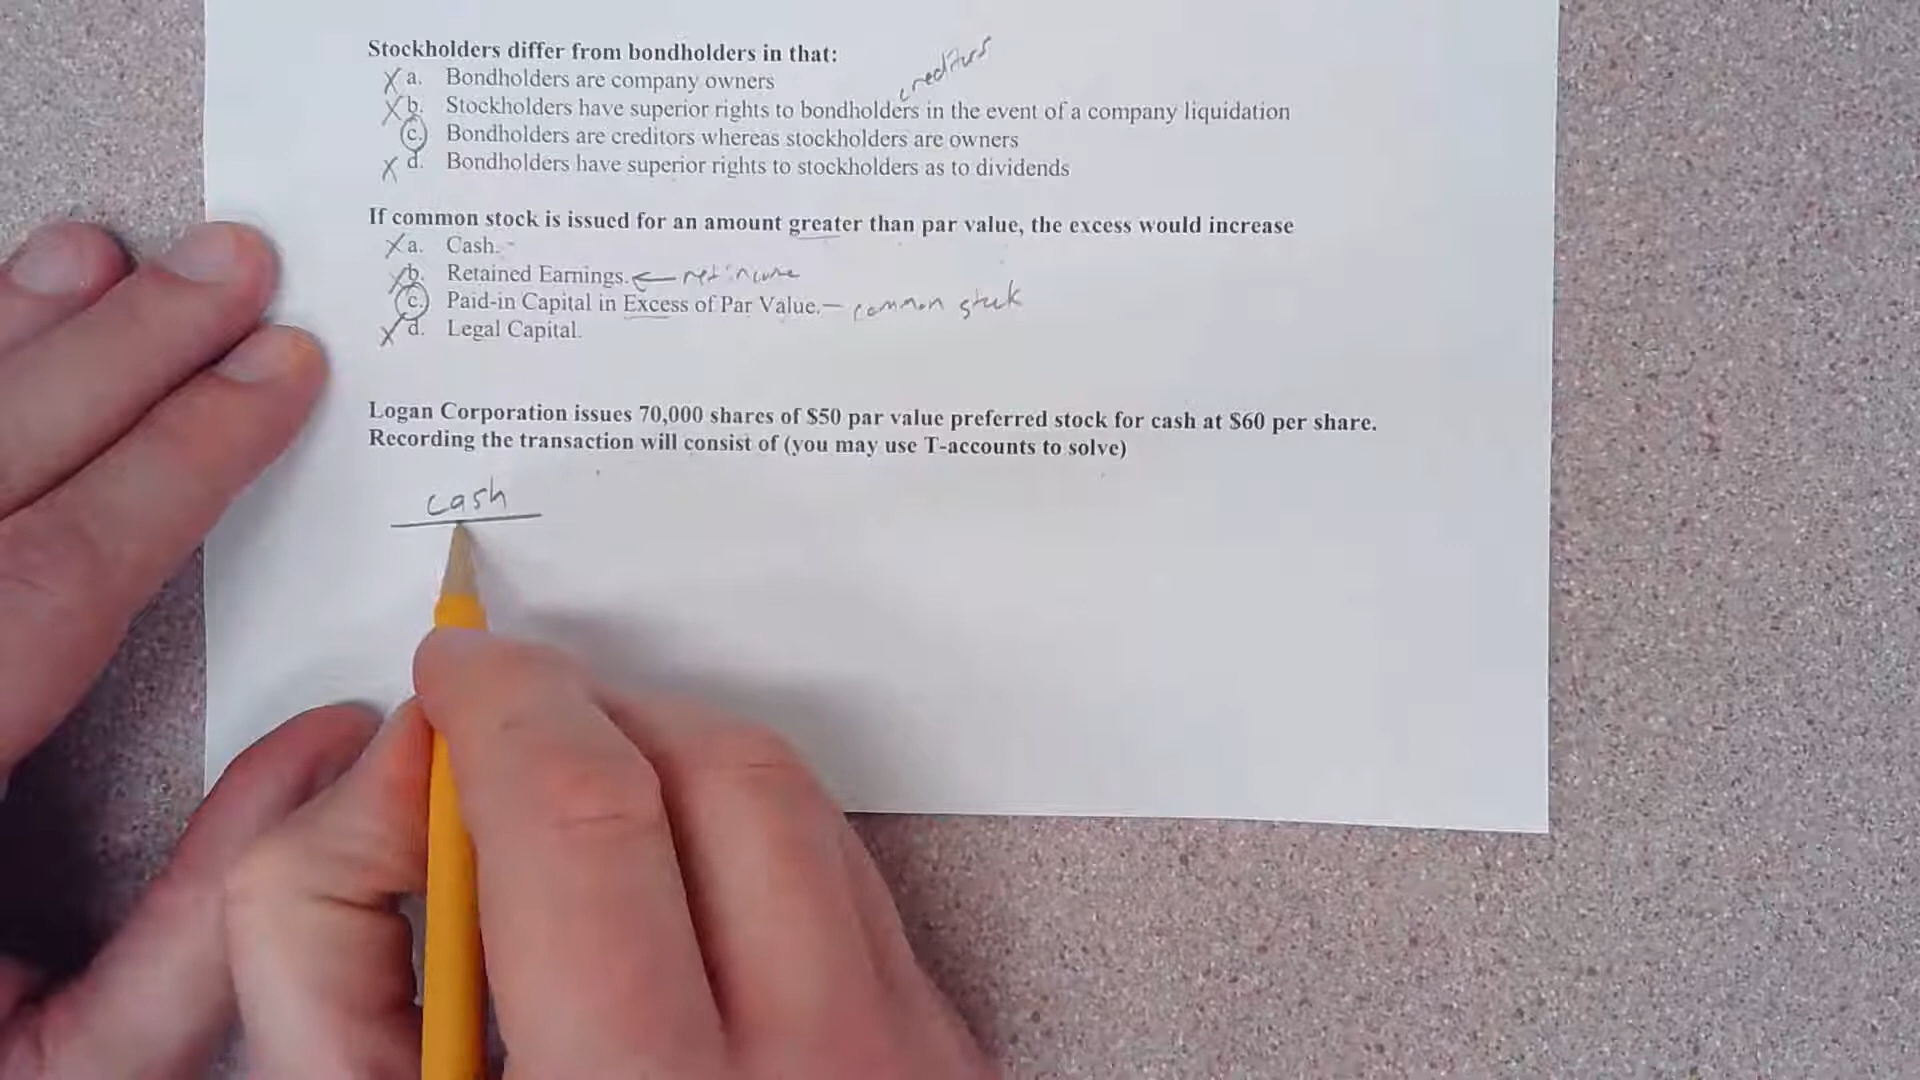 Stockholders differ from bondholders in that:
creditors
X a. Bondholders are company owners
X b. Stockholders have superior rights to bondholders in the event of a company liquidation
c. Bondholders are creditors whereas stockholders are owners
X d. Bondholders have superior rights to stockholders as to dividends
If common stock is issued for an amount greater than par value, the excess would increase
X a. Cash.
X b. Retained Earnings. ← net income
c. Paid-in Capital in Excess of Par Value. — common stock
X d. Legal Capital.
Logan Corporation issues 70,000 shares of $50 par value preferred stock for cash at $60 per share.
Recording the transaction will consist of (you may use T-accounts to solve)
cash